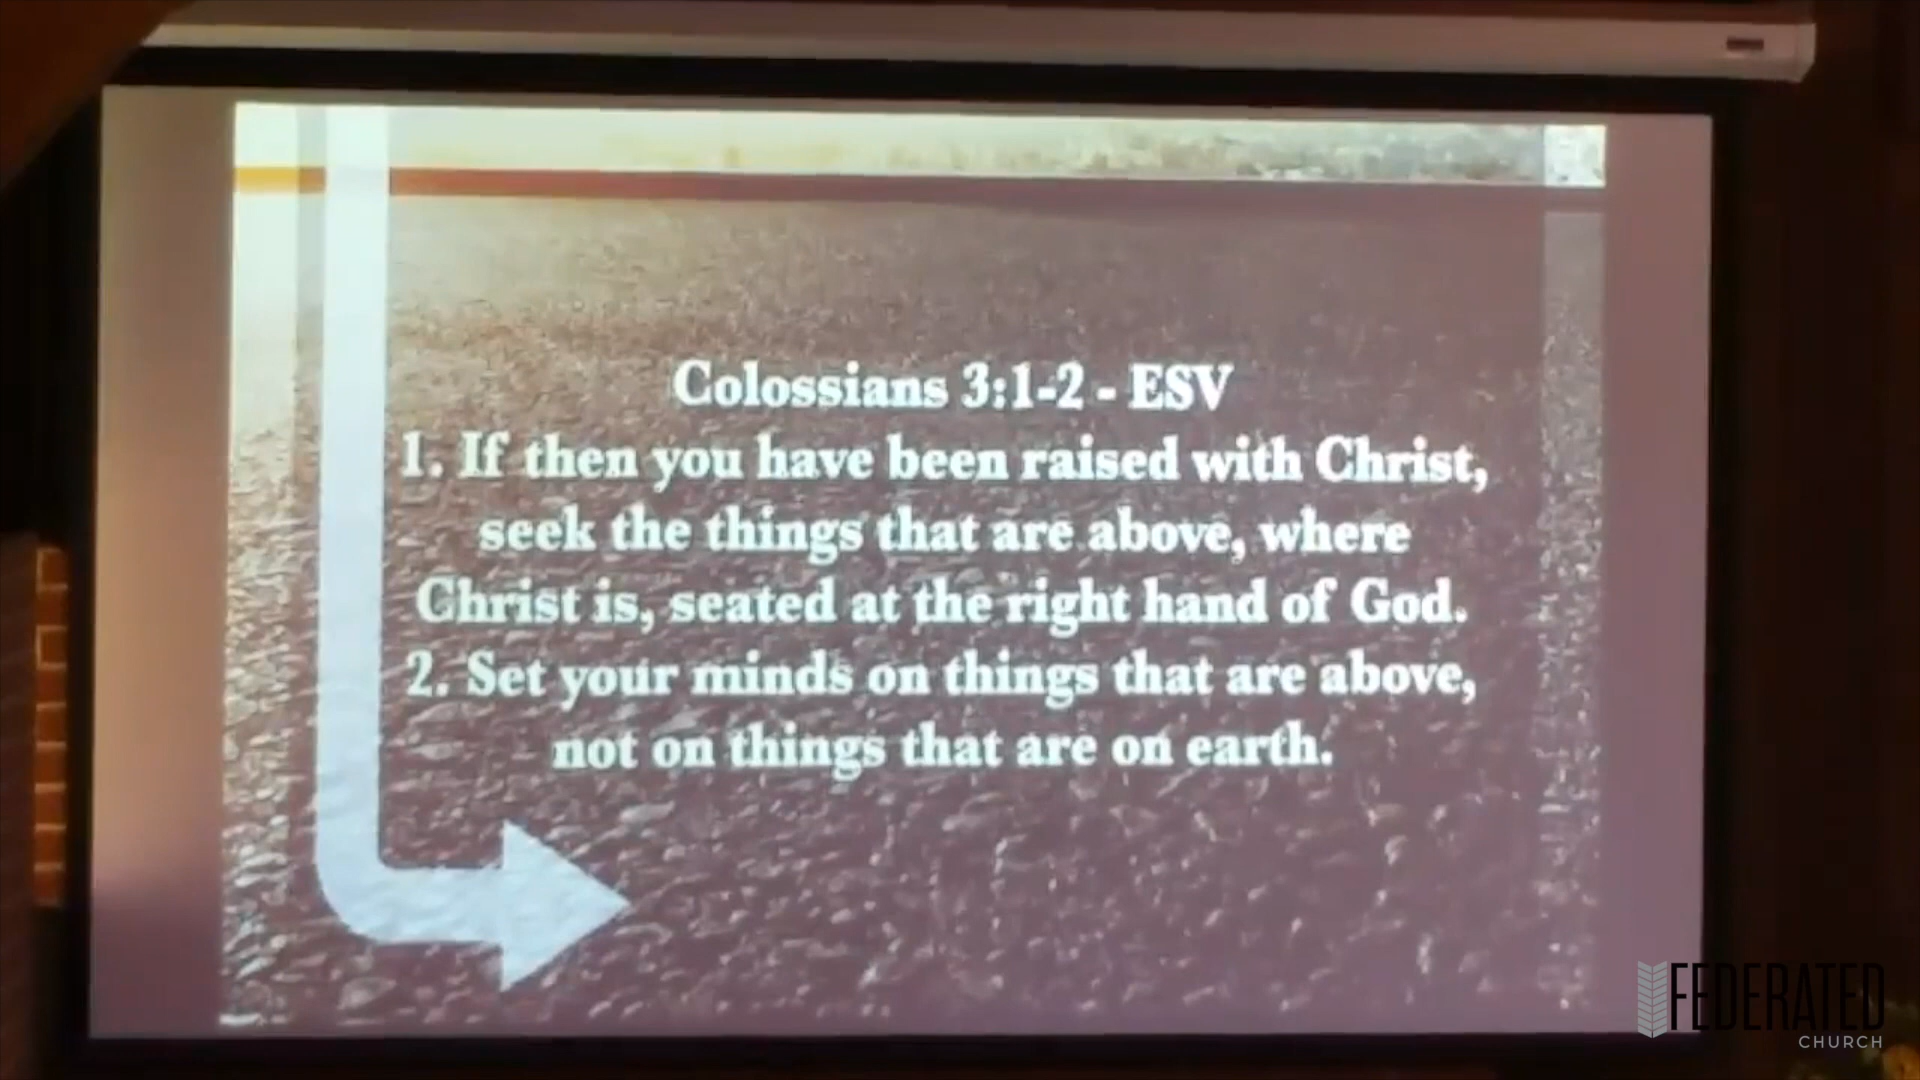 Colossians 3:1-2 - ESV
1. If then you have been raised with Christ,
seek the things that are above, where
Christ is, seated at the right hand of God.
2. Set your minds on things that are above,
not on things that are on earth.
FEDERATED
CHURCH